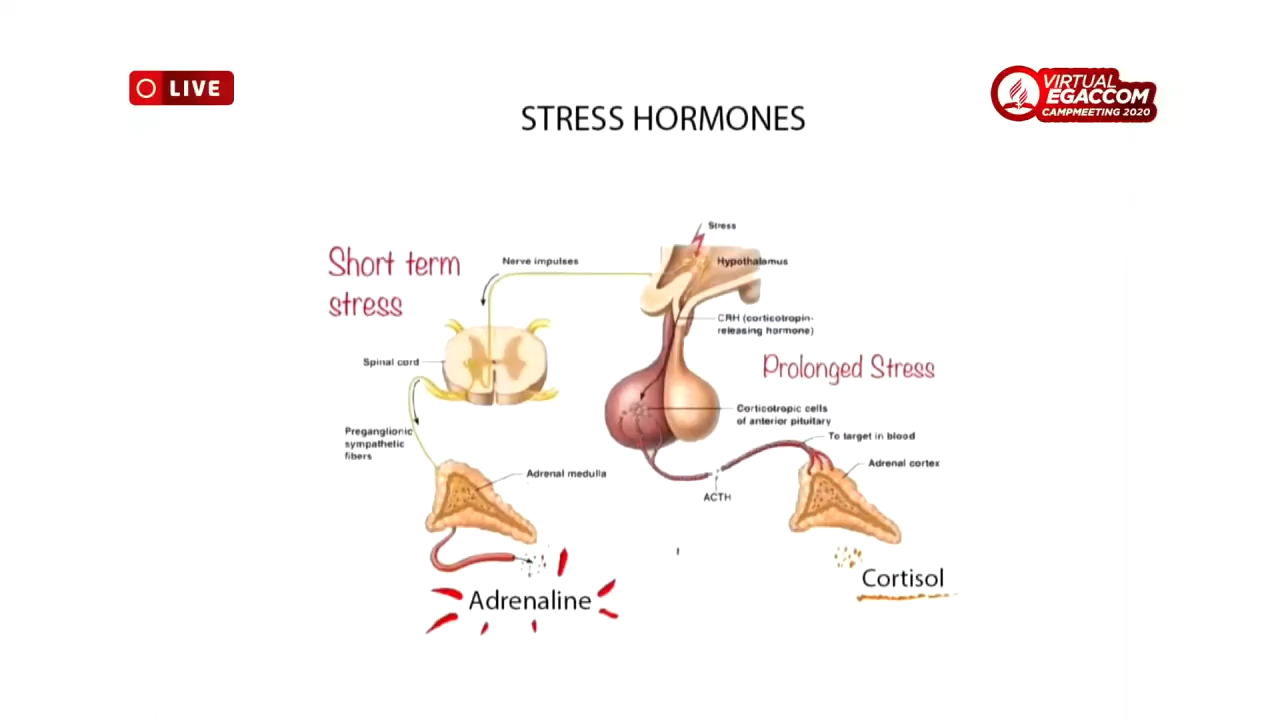 LIVE
VIRTUAL
EGACCOM
CAMPMEETING 2020
STRESS HORMONES
Short term
stress
Nerve impulses
Stress
Hypothalamus
CRH (corticotropin-
releasing hormone)
Spinal cord
Prolonged Stress
Corticotropic cells
of anterior pituitary
Preganglionic
sympathetic
fibers
To target in blood
Adrenal medulla
Adrenal cortex
ACTH
Adrenaline
Cortisol